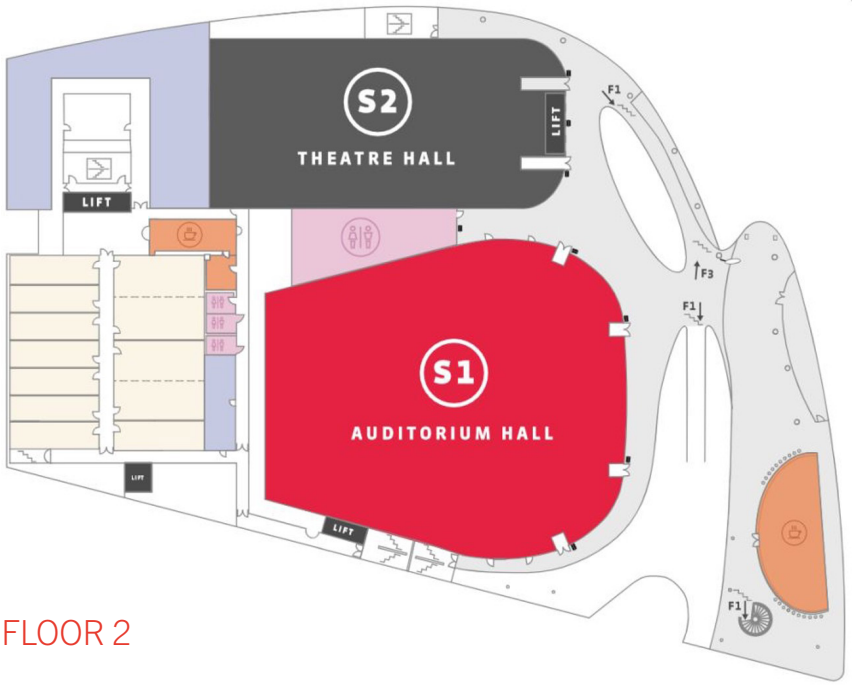 S2
THEATRE HALL
LIFT
F1
LIFT
F3
F1
S1
AUDITORIUM HALL
LIFT
LIFT
F1
FLOOR 2